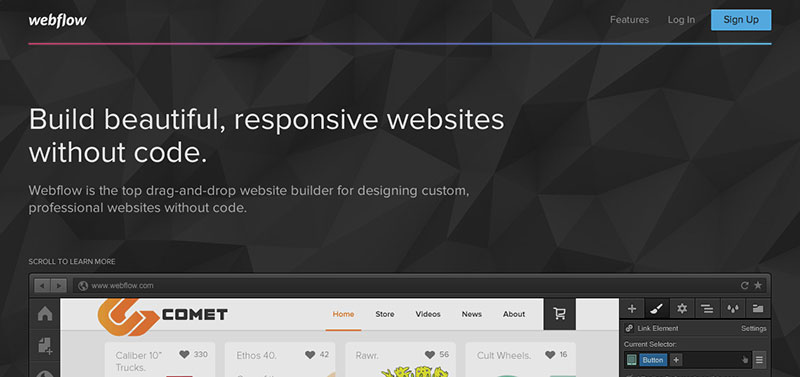 webflow
Features Log In Sign Up
Build beautiful, responsive websites
without code.
Webflow is the top drag-and-drop website builder for designing custom,
professional websites without code.
SCROLL TO LEARN MORE
www.webflow.com
COMET
Home Store Videos News About
Caliber 10" Trucks. 330
Ethos 40. 42
Rawr. 56
Cult Wheels. 16
Link Element Settings
Current Selector:
Button